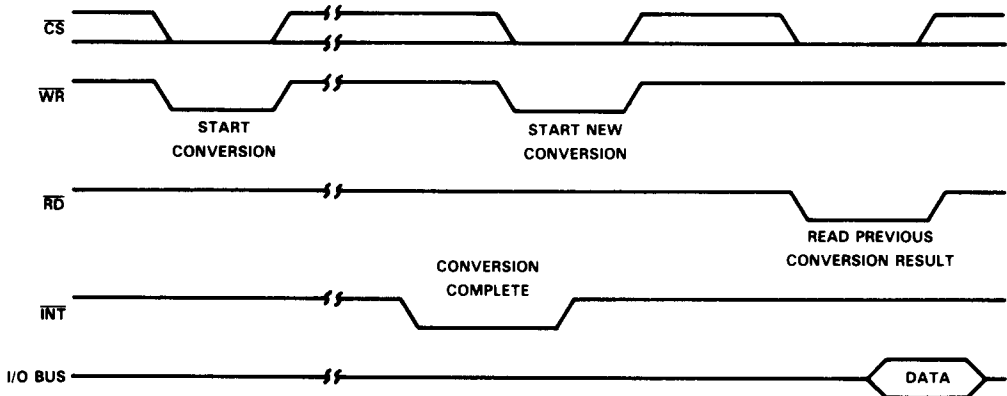 CS
WR
START
CONVERSION
START NEW
CONVERSION
RD
READ PREVIOUS
CONVERSION RESULT
CONVERSION
COMPLETE
INT
I/O BUS
DATA